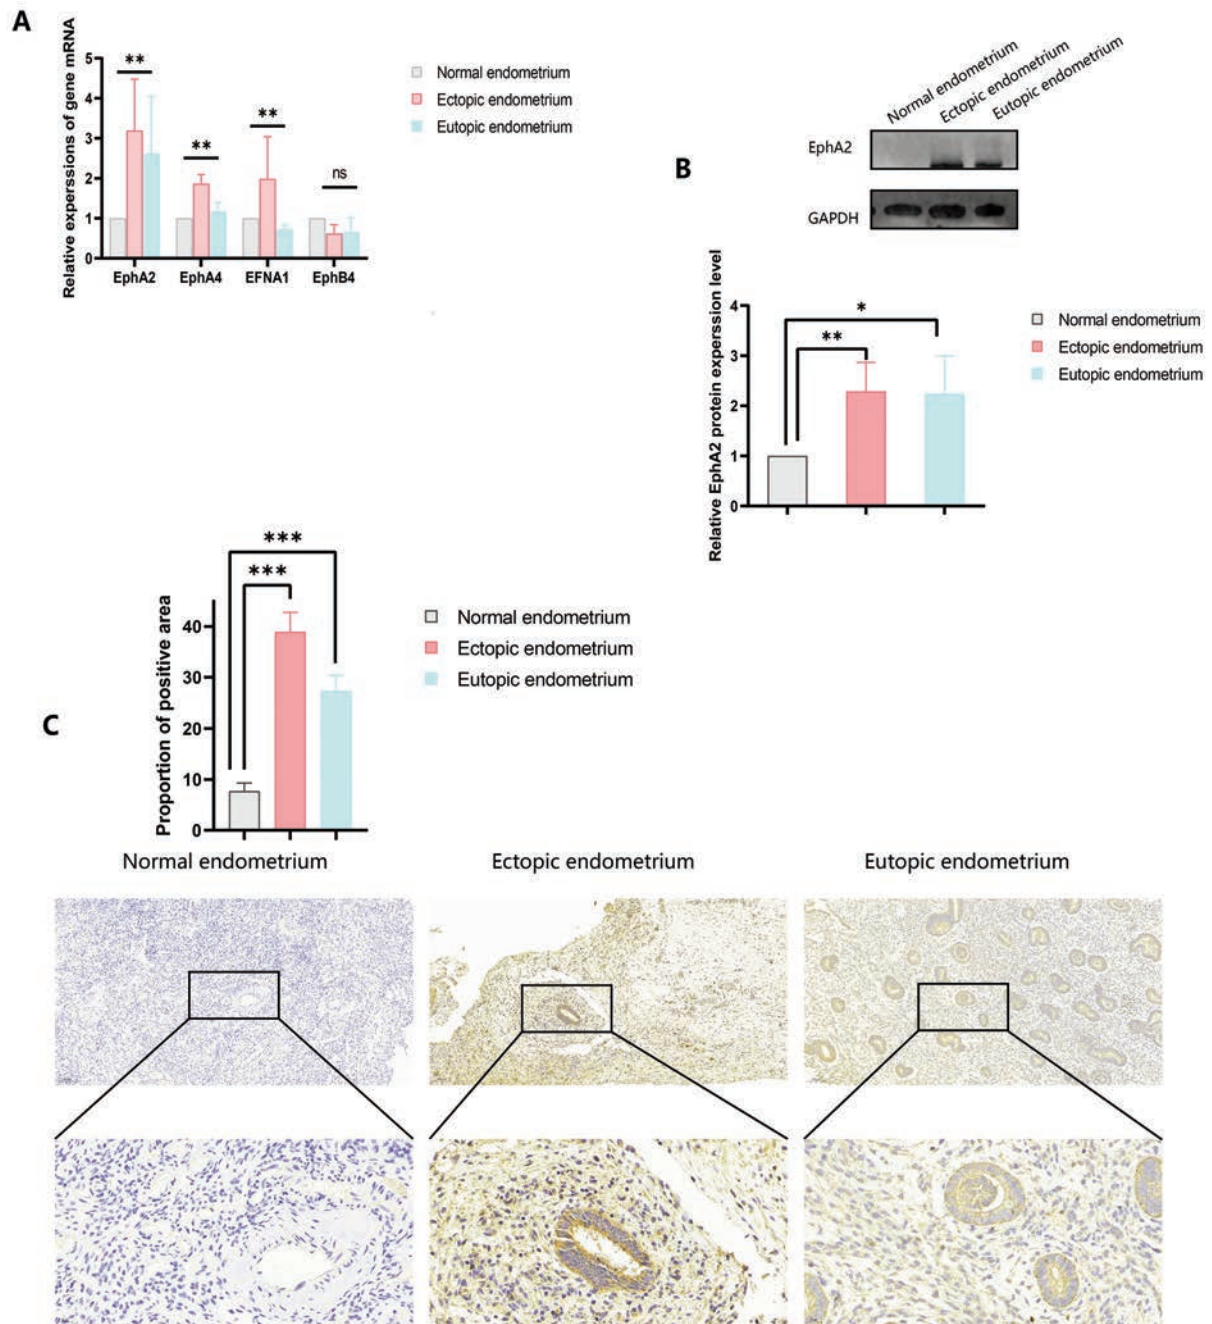 A
Relative experssions of gene mRNA
5
4
3
2
1
0
**
**
**
ns
EphA2
EphA4
EFNA1
EphB4
Normal endometrium
Ectopic endometrium
Eutopic endometrium
B
Normal endometrium
Ectopic endometrium
Eutopic endometrium
EphA2
GAPDH
Relative EphA2 protein experssion level
4
3
2
1
0
*
**
Normal endometrium
Ectopic endometrium
Eutopic endometrium
C
Proportion of positive area
40
30
20
10
0
***
***
Normal endometrium
Ectopic endometrium
Eutopic endometrium
Normal endometrium
Ectopic endometrium
Eutopic endometrium